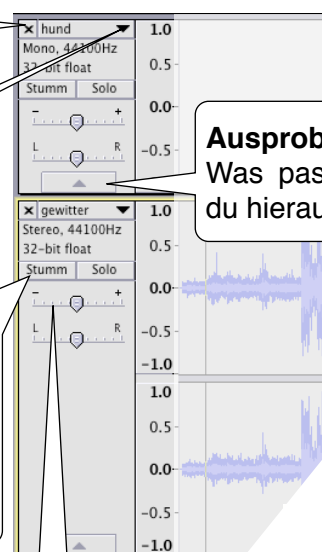 × hund
Mono, 44100Hz
32-bit float
Stumm Solo
- +
L R
1.0
0.5-
0.0-
-0.5-
Ausprob
Was pas
du hierau
× gewitter
Stereo, 44100Hz
32-bit float
Stumm Solo
- +
L R
1.0
0.5-
0.0-
-0.5-
-1.0
1.0
0.5-
0.0-
-0.5-
-1.0